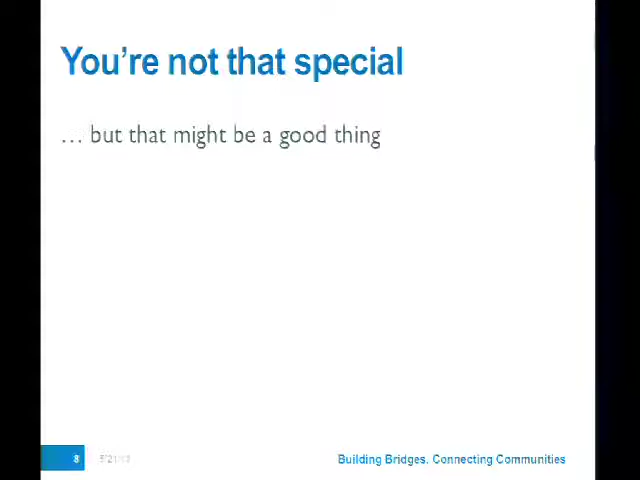 You're not that special
... but that might be a good thing
8
Building Bridges. Connecting Communities